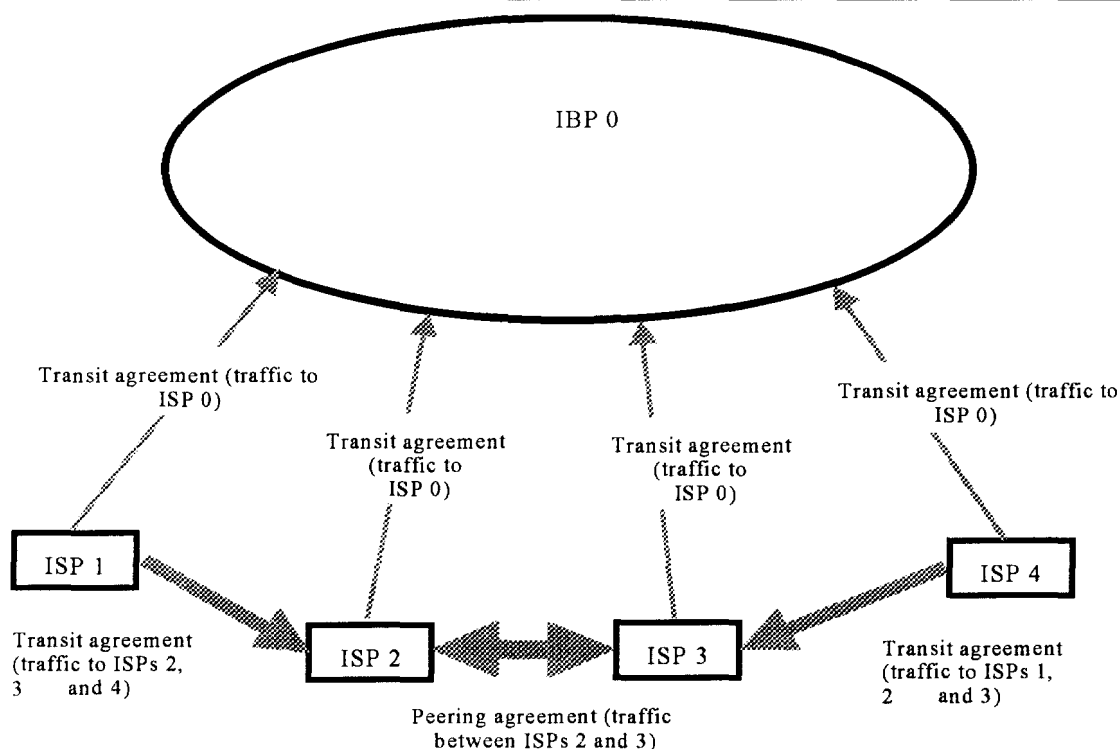 IBP 0
Transit agreement (traffic to
ISP 0)
Transit agreement
(traffic to
ISP 0)
Transit agreement
(traffic to
ISP 0)
Transit agreement (traffic to
ISP 0)
ISP 1
ISP 4
ISP 2
ISP 3
Transit agreement
(traffic to ISPs 2,
3 and 4)
Transit agreement
(traffic to ISPs 1,
2 and 3)
Peering agreement (traffic
between ISPs 2 and 3)